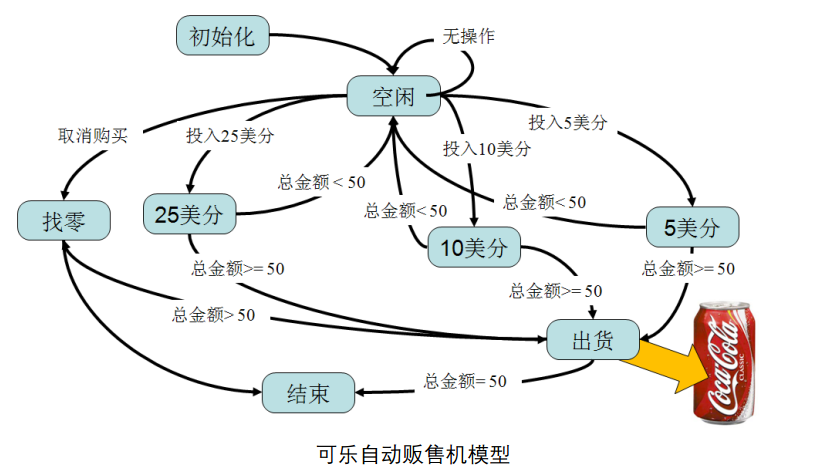 初始化
无操作
空闲
取消购买
投入25美分
投入10美分
投入5美分
总金额< 50
总金额<50
总金额<50
找零
25美分
10美分
5美分
总金额>= 50
总金额>=50
总金额>=50
总金额> 50
出货
总金额= 50
结束
Coca-Cola
CLASSIC
可乐自动贩售机模型